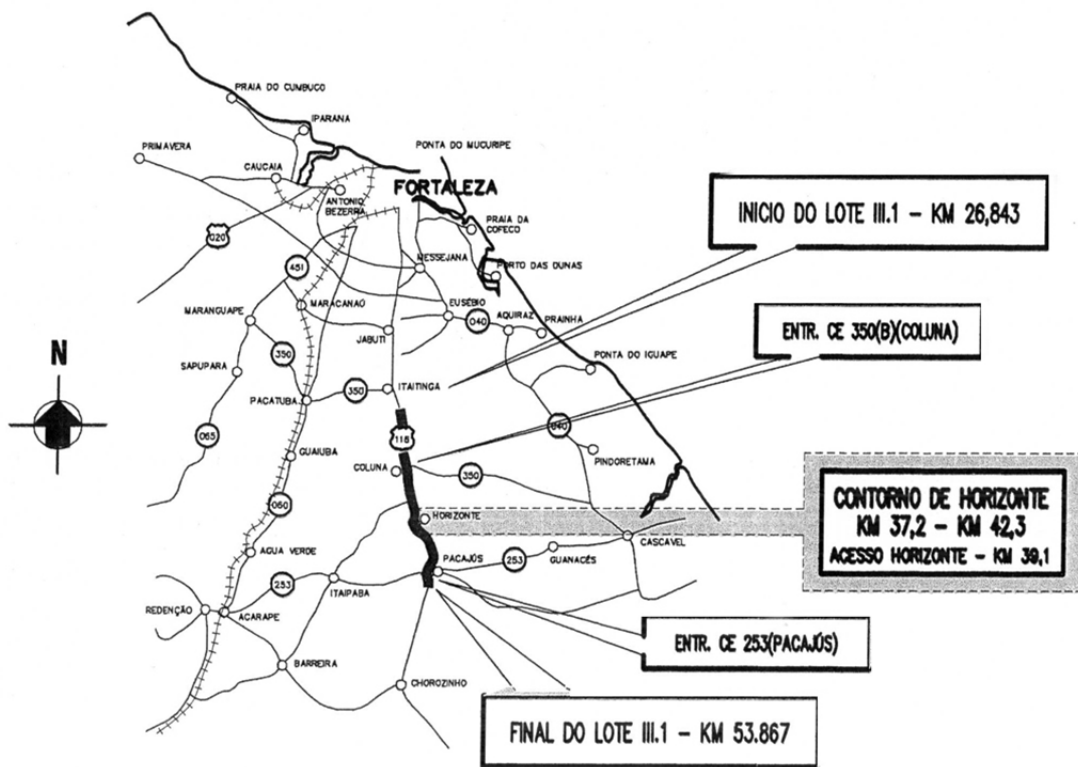 PRAIA DO CUMBUCO
IPARANA
PRIMAVERA
PONTA DO MUCURIPE
CAUCAIA
FORTALEZA
ANTONIO
BEZERRA
PRAIA DA
COFECO
020
INICIO DO LOTE III.1 - KM 26,843
MESSEJANA
PORTO DAS DUNAS
451
MARACANAÚ
EUSÉBIO
MARANGUAPE
040
AQUIRAZ
PRAINHA
JABUTI
ENTR. CE 350(B)(COLUNA)
N
350
SAPUPARA
PONTA DO IGUAPE
350
ITAITINGA
PACATUBA
065
116
040
GUAIUBA
PINDORETAMA
COLUNA
350
060
CONTORNO DE HORIZONTE
KM 37,2 - KM 42,3
ACESSO HORIZONTE - KM 39,1
HORIZONTE
CASCAVEL
AGUA VERDE
PACAJÚS
253
GUANACÉS
253
ITAIPABA
REDENÇÃO
ACARAPE
ENTR. CE 253(PACAJÚS)
BARREIRA
CHOROZINHO
FINAL DO LOTE III.1 - KM 53.867